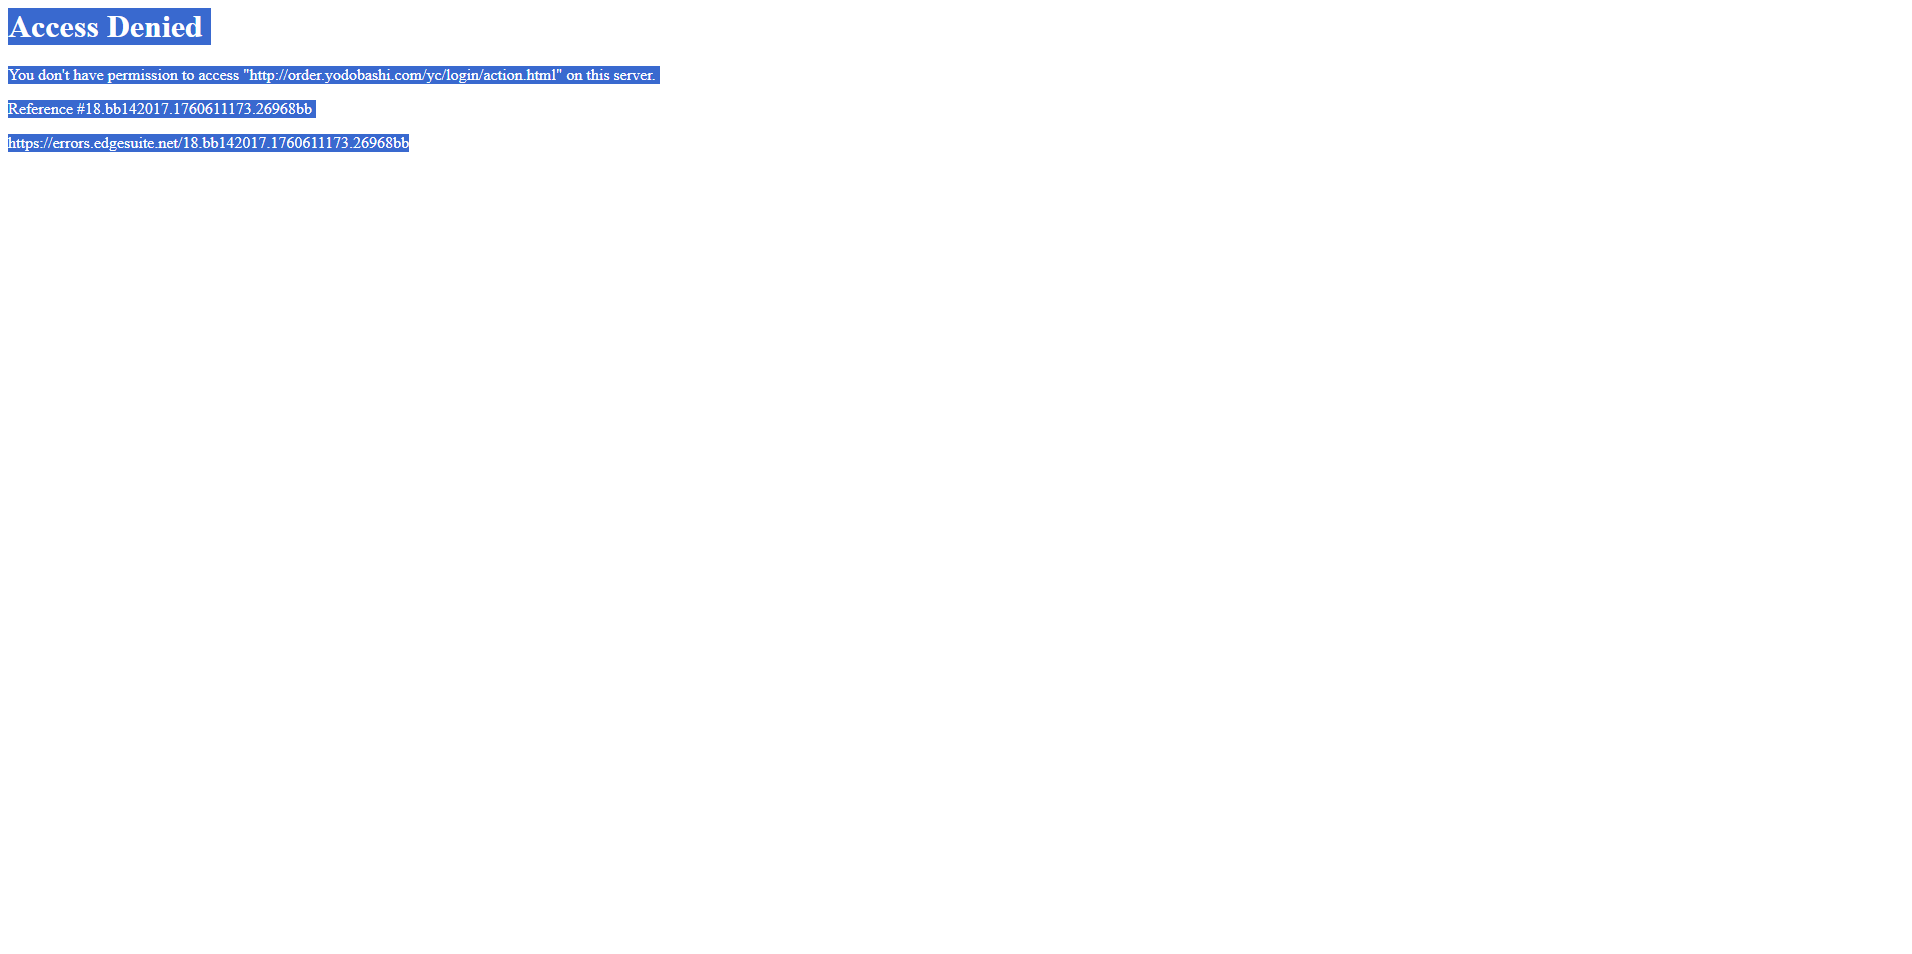 Access Denied
You don't have permission to access "http://order.yodobashi.com/yc/login/action.html" on this server.
Reference #18.bb142017.1760611173.26968bb
https://errors.edgesuite.net/18.bb142017.1760611173.26968bb